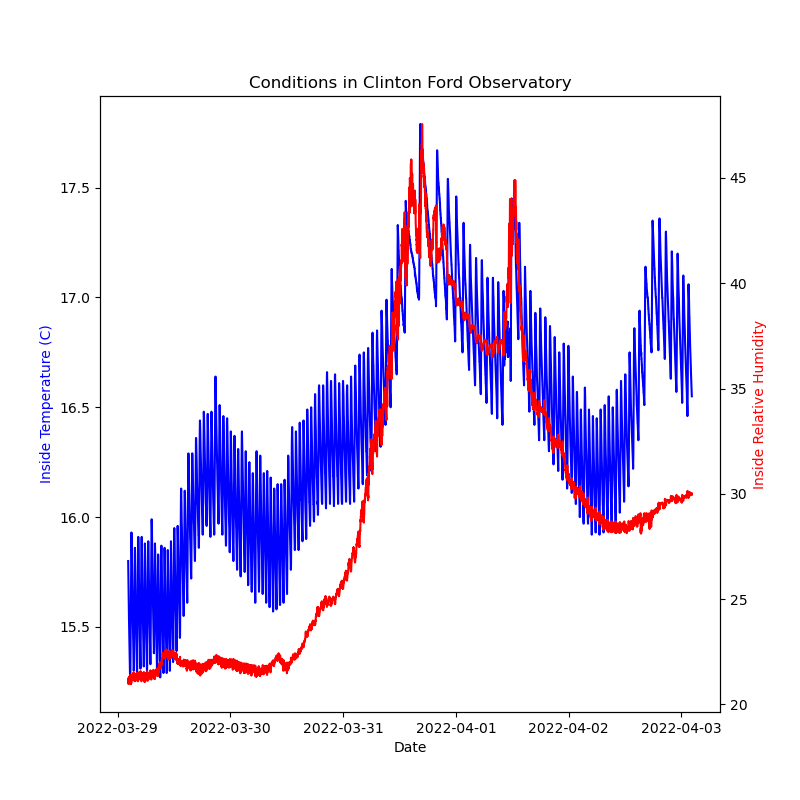 Conditions in Clinton Ford Observatory
Inside Temperature (C)
17.5
17.0
16.5
16.0
15.5
45
40
35
30
25
20
Inside Relative Humidity
2022-03-29 2022-03-30 2022-03-31 2022-04-01 2022-04-02 2022-04-03
Date